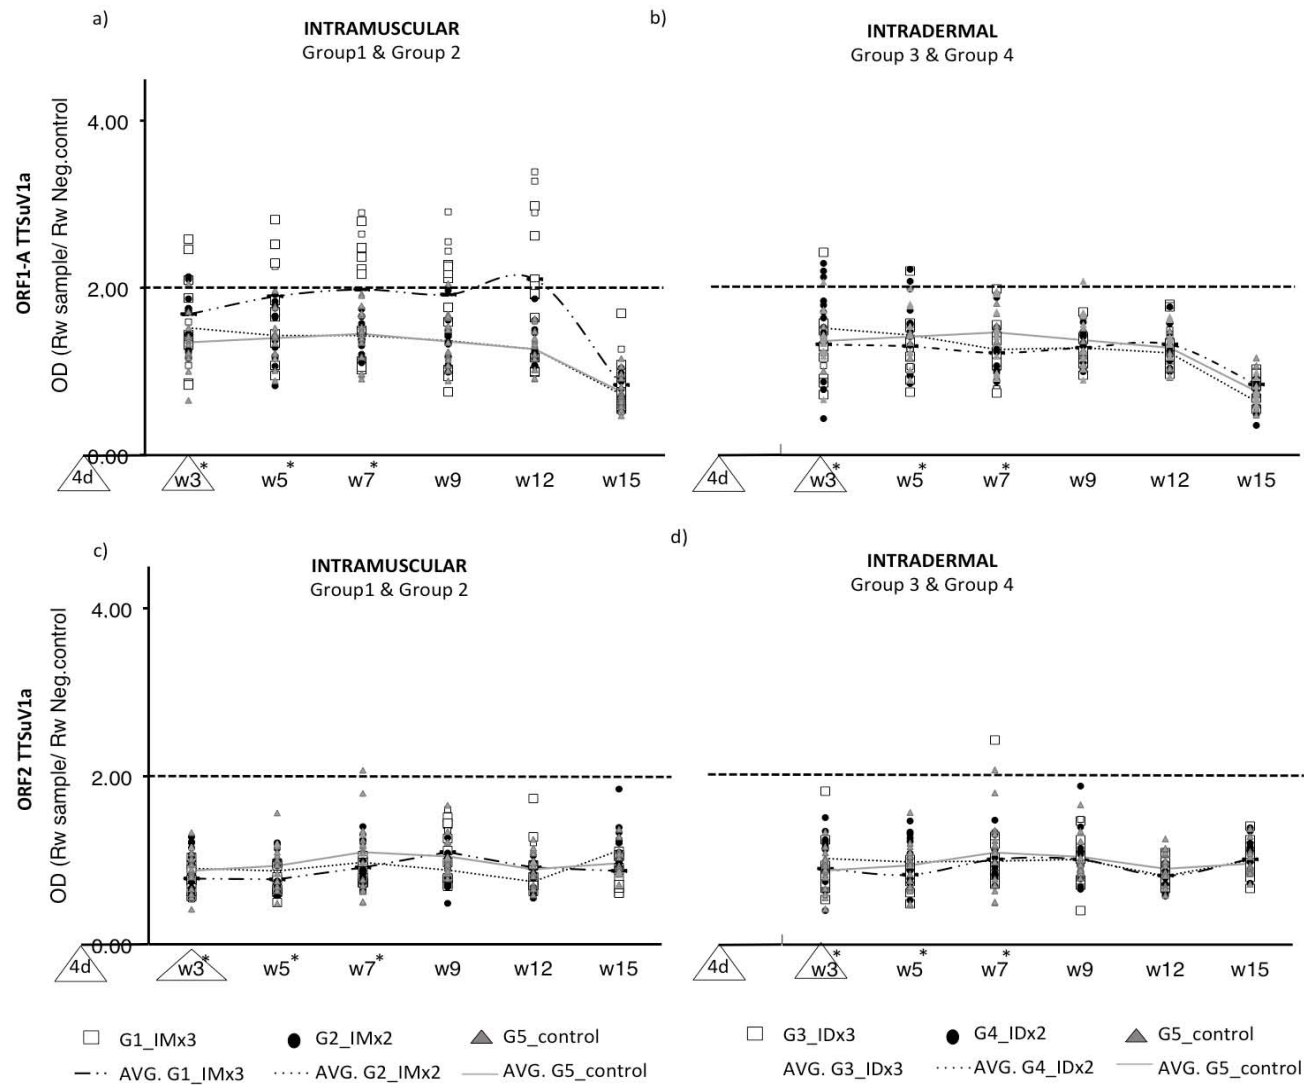 a)
INTRAMUSCULAR
Group1 & Group 2
ORF1-A TTSuV1a
OD (Rw sample/ Rw Neg.control
4.00
2.00
0.00
4d
w3* w5* w7* w9 w12 w15
b)
INTRADERMAL
Group 3 & Group 4
4d
w3* w5* w7* w9 w12 w15
c)
INTRAMUSCULAR
Group1 & Group 2
ORF2 TTSuV1a
OD (Rw sample/ Rw Neg.control
4.00
2.00
0.00
4d
w3* w5* w7* w9 w12 w15
d)
INTRADERMAL
Group 3 & Group 4
4d
w3* w5* w7* w9 w12 w15
G1_IMx3 G2_IMx2 G5_control
AVG. G1_IMx3 AVG. G2_IMx2 AVG. G5_control
G3_IDx3 G4_IDx2 G5_control
AVG. G3_IDx3 AVG. G4_IDx2 AVG. G5_control